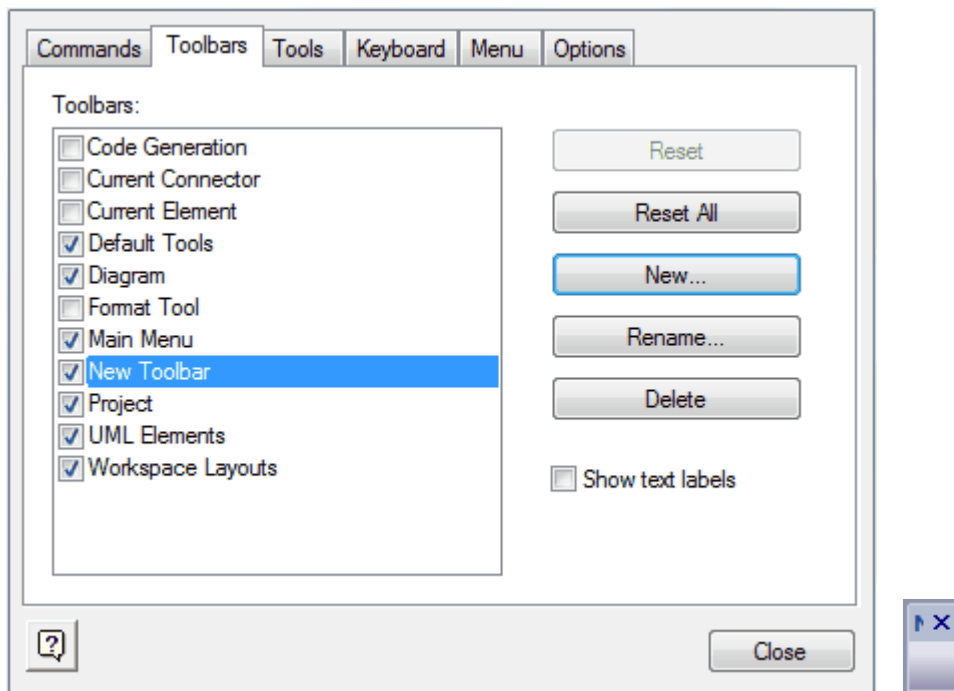 Commands Toolbars Tools Keyboard Menu Options
Toolbars:
Code Generation
Current Connector
Current Element
Default Tools
Diagram
Format Tool
Main Menu
New Toolbar
Project
UML Elements
Workspace Layouts
Reset
Reset All
New...
Rename...
Delete
Show text labels
Close